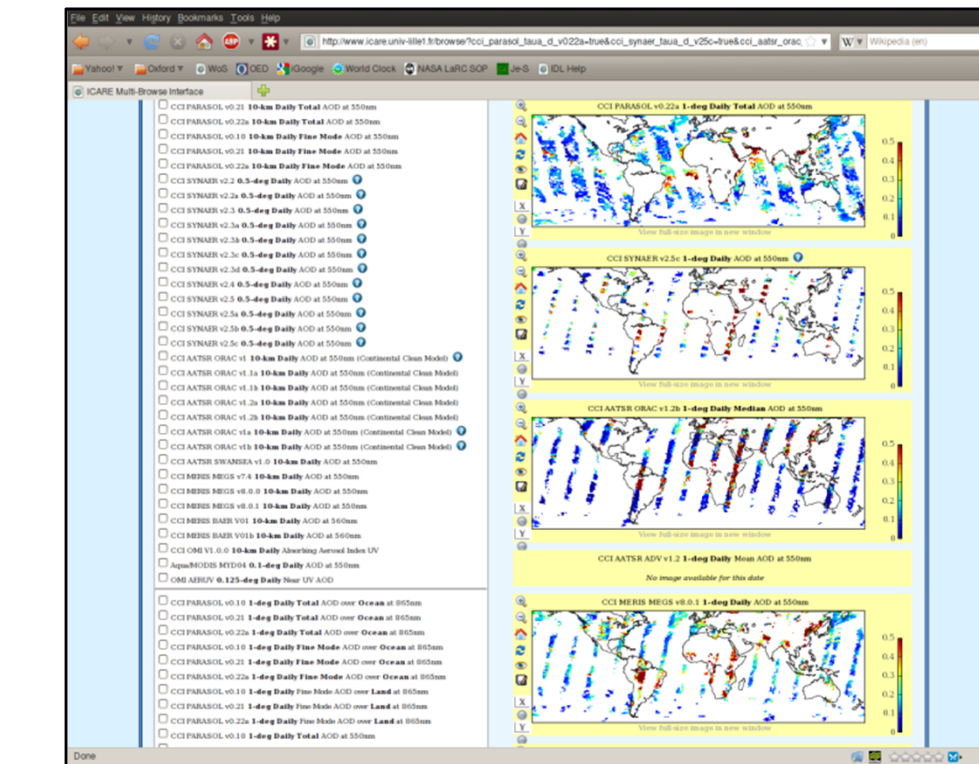 File Edit View History Bookmarks Tools Help
http://www.icare.univ-lille1.fr/browse/?cci_parasol_taua_d_v022a=true&cci_synaer_taua_d_v25c=true&cci_aatsr_orac_
Wikipedia (en)
Yahoo! Oxford WoS OED iGoogle World Clock NASA LaRC SOP Je-S IDL Help
ICARE Multi-Browse Interface
CCI PARASOL v0.21 10-km Daily Total AOD at 550nm
CCI PARASOL v0.22a 10-km Daily Total AOD at 550nm
CCI PARASOL v0.10 10-km Daily Fine Mode AOD at 550nm
CCI PARASOL v0.21 10-km Daily Fine Mode AOD at 550nm
CCI PARASOL v0.22a 10-km Daily Fine Mode AOD at 550nm
CCI SYNAER v2.2 0.5-deg Daily AOD at 550nm
CCI SYNAER v2.2a 0.5-deg Daily AOD at 550nm
CCI SYNAER v2.3 0.5-deg Daily AOD at 550nm
CCI SYNAER v2.3a 0.5-deg Daily AOD at 550nm
CCI SYNAER v2.3b 0.5-deg Daily AOD at 550nm
CCI SYNAER v2.3c 0.5-deg Daily AOD at 550nm
CCI SYNAER v2.3d 0.5-deg Daily AOD at 550nm
CCI SYNAER v2.4 0.5-deg Daily AOD at 550nm
CCI SYNAER v2.5 0.5-deg Daily AOD at 550nm
CCI SYNAER v2.5a 0.5-deg Daily AOD at 550nm
CCI SYNAER v2.5b 0.5-deg Daily AOD at 550nm
CCI SYNAER v2.5c 0.5-deg Daily AOD at 550nm
CCI AATSR ORAC v1 10-km Daily AOD at 550nm (Continental Clean Model)
CCI AATSR ORAC v1.1a 10-km Daily AOD at 550nm (Continental Clean Model)
CCI AATSR ORAC v1.1b 10-km Daily AOD at 550nm (Continental Clean Model)
CCI AATSR ORAC v1.2a 10-km Daily AOD at 550nm (Continental Clean Model)
CCI AATSR ORAC v1.2b 10-km Daily AOD at 550nm (Continental Clean Model)
CCI AATSR ORAC v1a 10-km Daily AOD at 550nm (Continental Clean Model)
CCI AATSR ORAC v1b 10-km Daily AOD at 550nm (Continental Clean Model)
CCI AATSR SWANSEA v1.0 10-km Daily AOD at 550nm
CCI MERIS MEGS v7.4 10-km Daily AOD at 550nm
CCI MERIS MEGS v8.0.0 10-km Daily AOD at 550nm
CCI MERIS MEGS v8.0.1 10-km Daily AOD at 550nm
CCI MERIS BAER V01 10-km Daily AOD at 560nm
CCI MERIS BAER V01b 10-km Daily AOD at 560nm
CCI OMI V1.0.0 10-km Daily Absorbing Aerosol Index UV
Aqua/MODIS MYD04 0.1-deg Daily AOD at 550nm
OMI AERUV 0.125-deg Daily Near UV AOD
CCI PARASOL v0.10 1-deg Daily Total AOD over Ocean at 865nm
CCI PARASOL v0.21 1-deg Daily Total AOD over Ocean at 865nm
CCI PARASOL v0.22a 1-deg Daily Total AOD over Ocean at 865nm
CCI PARASOL v0.10 1-deg Daily Fine Mode AOD over Ocean at 865nm
CCI PARASOL v0.21 1-deg Daily Fine Mode AOD over Ocean at 865nm
CCI PARASOL v0.22a 1-deg Daily Fine Mode AOD over Ocean at 865nm
CCI PARASOL v0.10 1-deg Daily Fine Mode AOD over Land at 865nm
CCI PARASOL v0.21 1-deg Daily Fine Mode AOD over Land at 865nm
CCI PARASOL v0.22a 1-deg Daily Fine Mode AOD over Land at 865nm
CCI PARASOL v0.10 1-deg Daily Total AOD at 550nm
CCI PARASOL v0.22a 1-deg Daily Total AOD at 550nm
0.5
0.4
0.3
0.2
0.1
0
X
Y
View full-size image in new window
CCI SYNAER v2.5c 1-deg Daily AOD at 550nm
0.5
0.4
0.3
0.2
0.1
0
X
Y
View full-size image in new window
CCI AATSR ORAC v1.2b 1-deg Daily Median AOD at 550nm
0.5
0.4
0.3
0.2
0.1
0
X
Y
View full-size image in new window
CCI AATSR ADV v1.2 1-deg Daily Mean AOD at 550nm
No image available for this date
CCI MERIS MEGS v8.0.1 1-deg Daily AOD at 550nm
0.5
0.4
0.3
0.2
0.1
0
X
Y
View full-size image in new window
Done